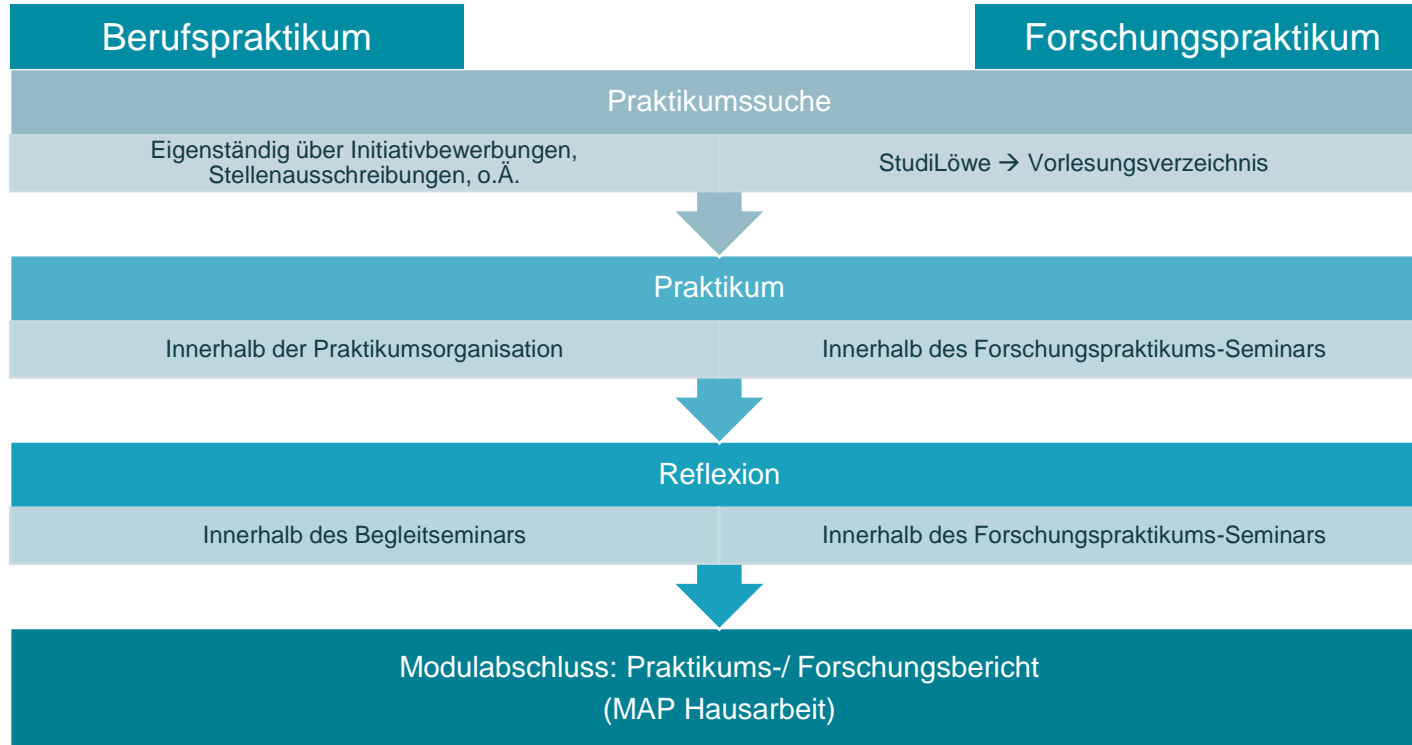 Berufspraktikum
Forschungspraktikum
Praktikumssuche
Eigenständig über Initiativbewerbungen,
Stellenausschreibungen, o.Ä.
StudiLöwe → Vorlesungsverzeichnis
Praktikum
Innerhalb der Praktikumsorganisation
Innerhalb des Forschungspraktikums-Seminars
Reflexion
Innerhalb des Begleitseminars
Innerhalb des Forschungspraktikums-Seminars
Modulabschluss: Praktikums-/ Forschungsbericht
(MAP Hausarbeit)